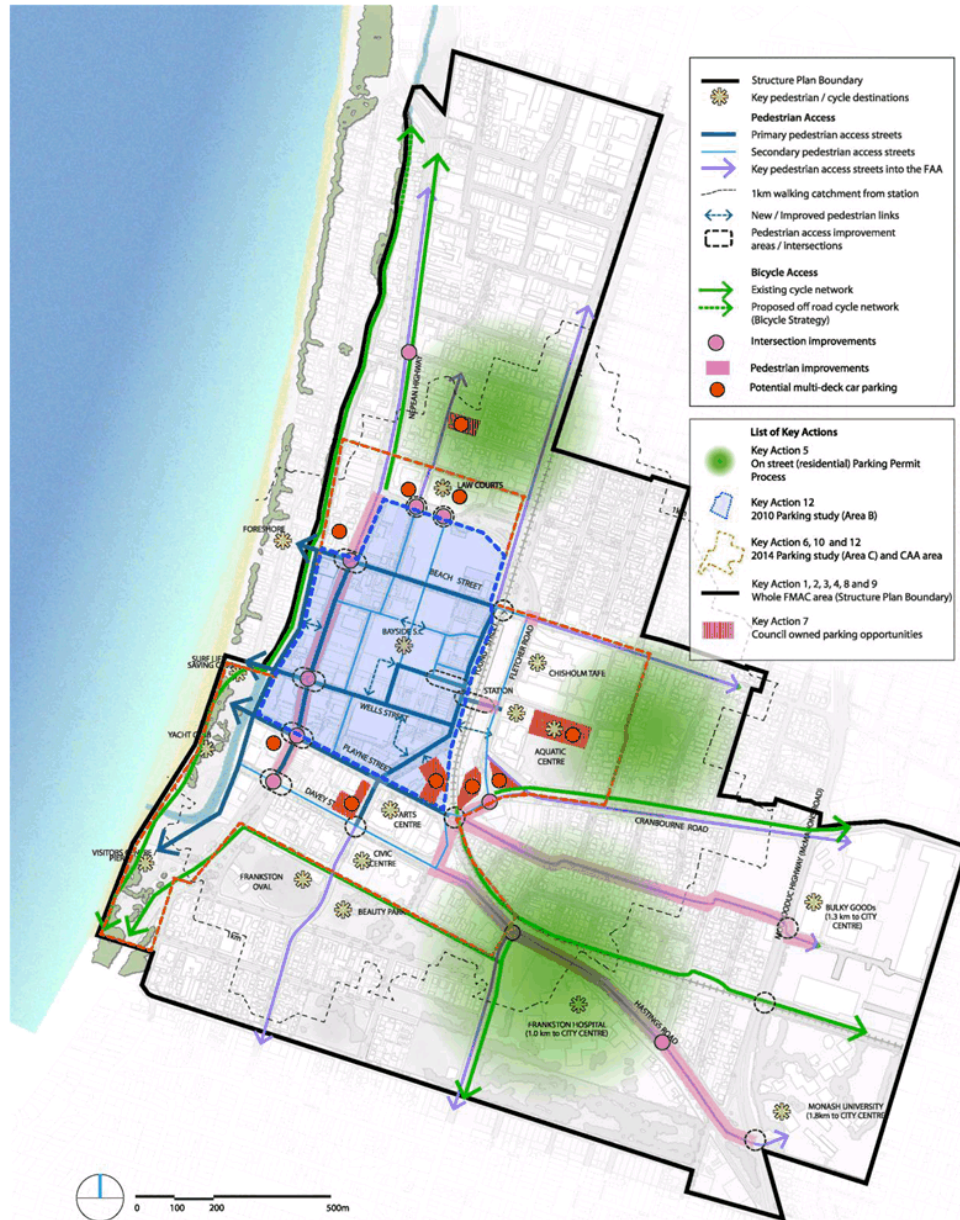 Structure Plan Boundary
Key pedestrian / cycle destinations
Pedestrian Access
Primary pedestrian access streets
Secondary pedestrian access streets
Key pedestrian access streets into the FAA
1km walking catchment from station
New / Improved pedestrian links
Pedestrian access improvement
areas / intersections
Bicycle Access
Existing cycle network
Proposed off road cycle network
(Bicycle Strategy)
Intersection improvements
Pedestrian improvements
Potential multi-deck car parking
List of Key Actions
Key Action 5
On street (residential) Parking Permit
Process
Key Action 12
2010 Parking study (Area B)
Key Action 6, 10 and 12
2014 Parking study (Area C) and CAA area
Key Action 1, 2, 3, 4, 8 and 9
Whole FMAC area (Structure Plan Boundary)
Key Action 7
Council owned parking opportunities
NEPEAN HIGHWAY
LAW COURTS
1km
FORESHORE
BEACH STREET
BAYSIDE S.C
YOUNG STREET
FLETCHER ROAD
CHISHOLM TAFE
STATION
SURF LIFE
SAVING C
WELLS STREET
YACHT CLUB
PLAYNE STREET
AQUATIC
CENTRE
DAVEY ST
ARTS
CENTRE
CRANBOURNE ROAD
CIVIC
CENTRE
VISITORS
FRANKSTON
OVAL
BEAUTY PARK
1km
BULKY GOODs
(1.3 km to CITY
CENTRE)
HASTINGS ROAD
FRANKSTON HOSPITAL
(1.0 km to CITY CENTRE)
MONASH UNIVERSITY
(1.8km to CITY CENTRE
0 100 200 500m